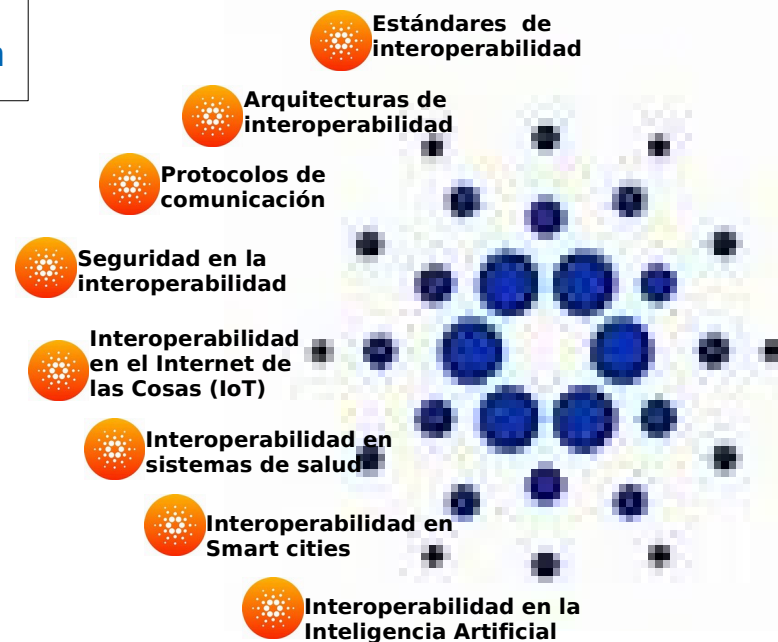 Estándares de
interoperabilidad
Arquitecturas de
interoperabilidad
Protocolos de
comunicación
Seguridad en la
interoperabilidad
Interoperabilidad
en el Internet de
las Cosas (IoT)
Interoperabilidad en
sistemas de salud
Interoperabilidad en
Smart cities
Interoperabilidad en la
Inteligencia Artificial